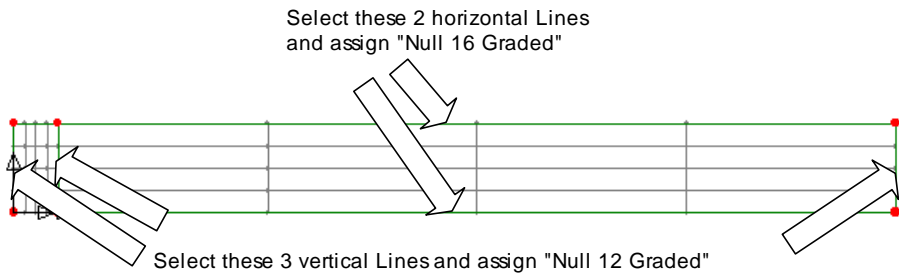 Select these 2 horizontal Lines
and assign "Null 16 Graded"
Select these 3 vertical Lines and assign "Null 12 Graded"